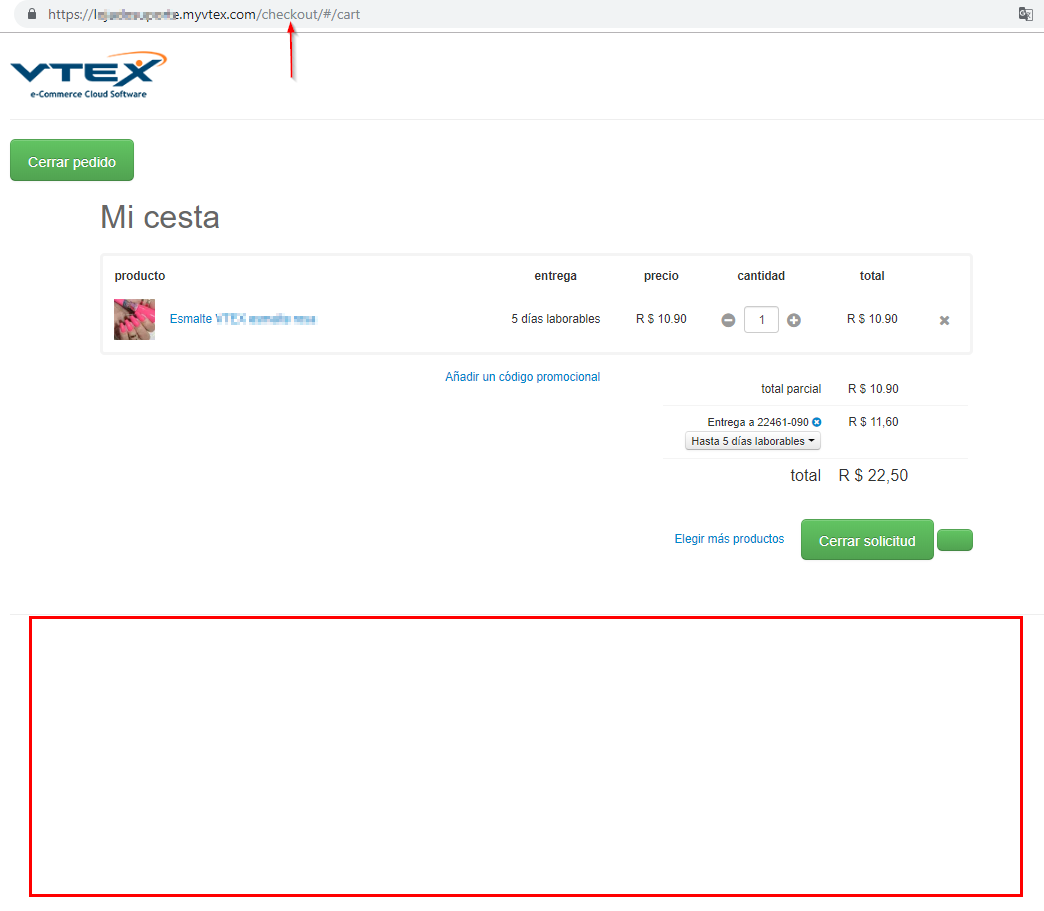 https://l e.myvtex.com/checkout/#/cart
VTEX
e-Commerce Cloud Software
Cerrar pedido
Mi cesta
producto entrega precio cantidad total
Esmalte 5 días laborables R $ 10.90 1 R $ 10.90
Añadir un código promocional
total parcial R $ 10.90
Entrega a 22461-090 R $ 11,60
Hasta 5 días laborables
total R $ 22,50
Elegir más productos Cerrar solicitud